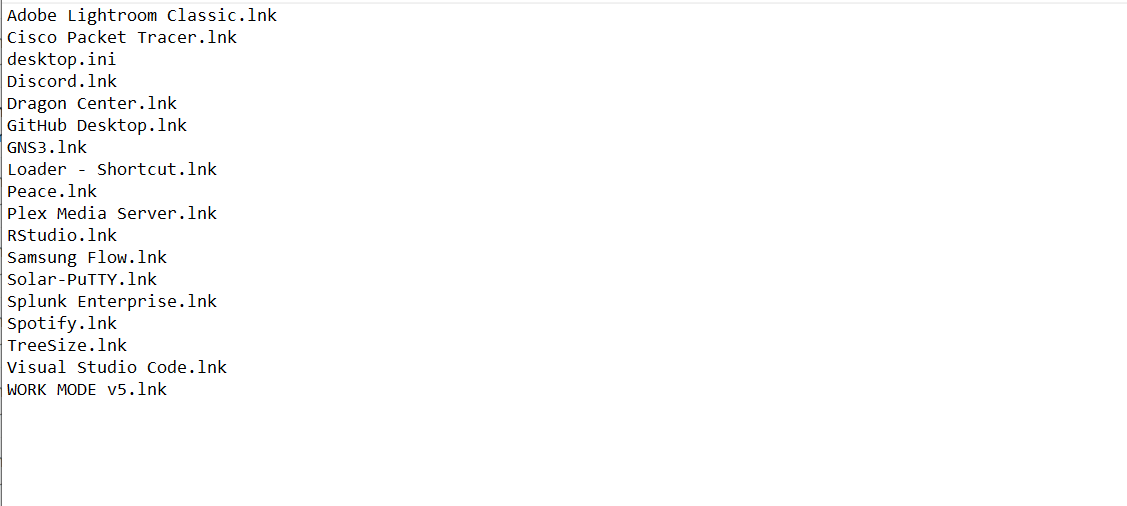 Adobe Lightroom Classic.lnk
Cisco Packet Tracer.lnk
desktop.ini
Discord.lnk
Dragon Center.lnk
GitHub Desktop.lnk
GNS3.lnk
Loader - Shortcut.lnk
Peace.lnk
Plex Media Server.lnk
RStudio.lnk
Samsung Flow.lnk
Solar-PuTTY.lnk
Splunk Enterprise.lnk
Spotify.lnk
TreeSize.lnk
Visual Studio Code.lnk
WORK MODE v5.lnk